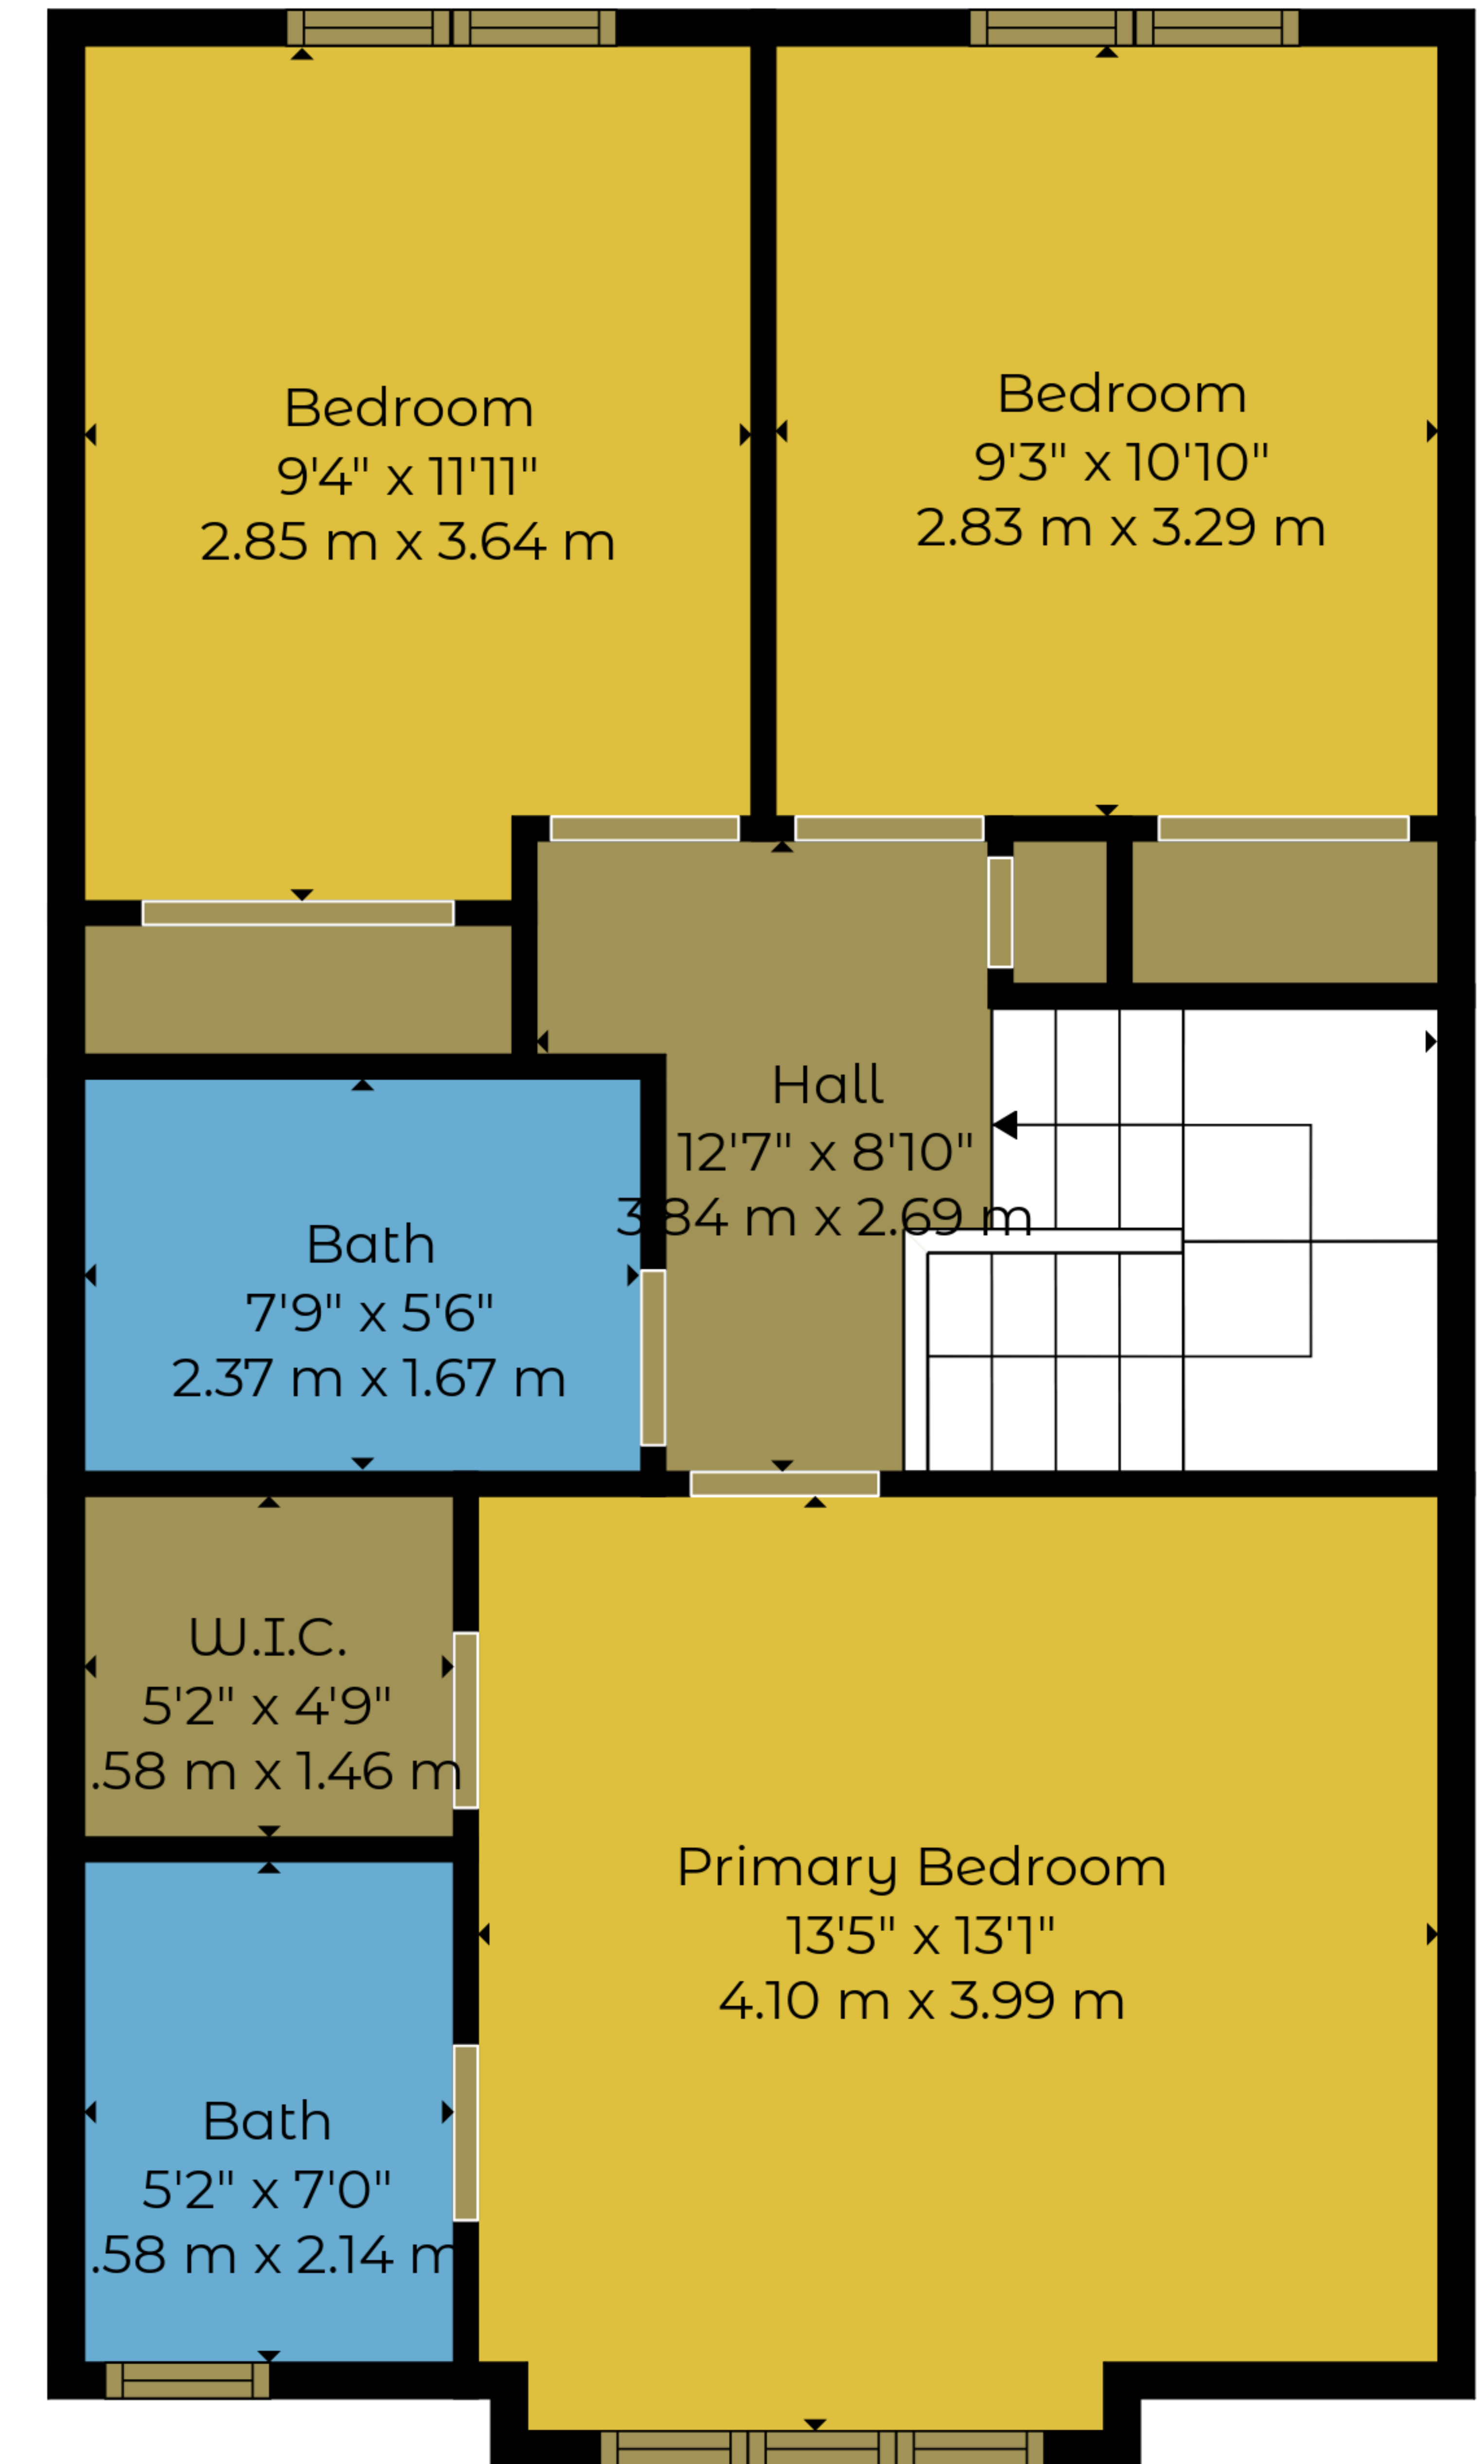 Bedroom
9'4" x 11'11"
2.85 m x 3.64 m
Bedroom
9'3" x 10'10"
2.83 m x 3.29 m
Hall
12'7" x 8'10"
3.84 m x 2.69 m
Bath
7'9" x 5'6"
2.37 m x 1.67 m
W.I.C.
5'2" x 4'9"
.58 m x 1.46 m
Primary Bedroom
13'5" x 13'1"
4.10 m x 3.99 m
Bath
5'2" x 7'0"
.58 m x 2.14 m